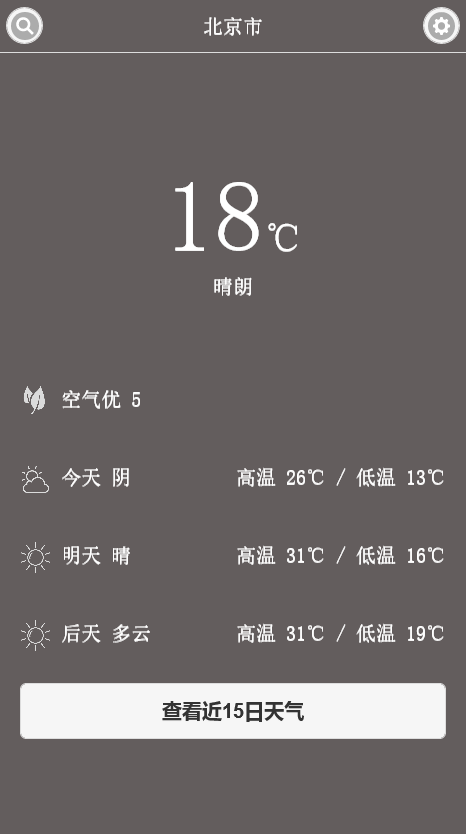 北京市
18℃
晴朗
空气优 5
今天 阴 高温 26℃ / 低温 13℃
明天 晴 高温 31℃ / 低温 16℃
后天 多云 高温 31℃ / 低温 19℃
查看近15日天气